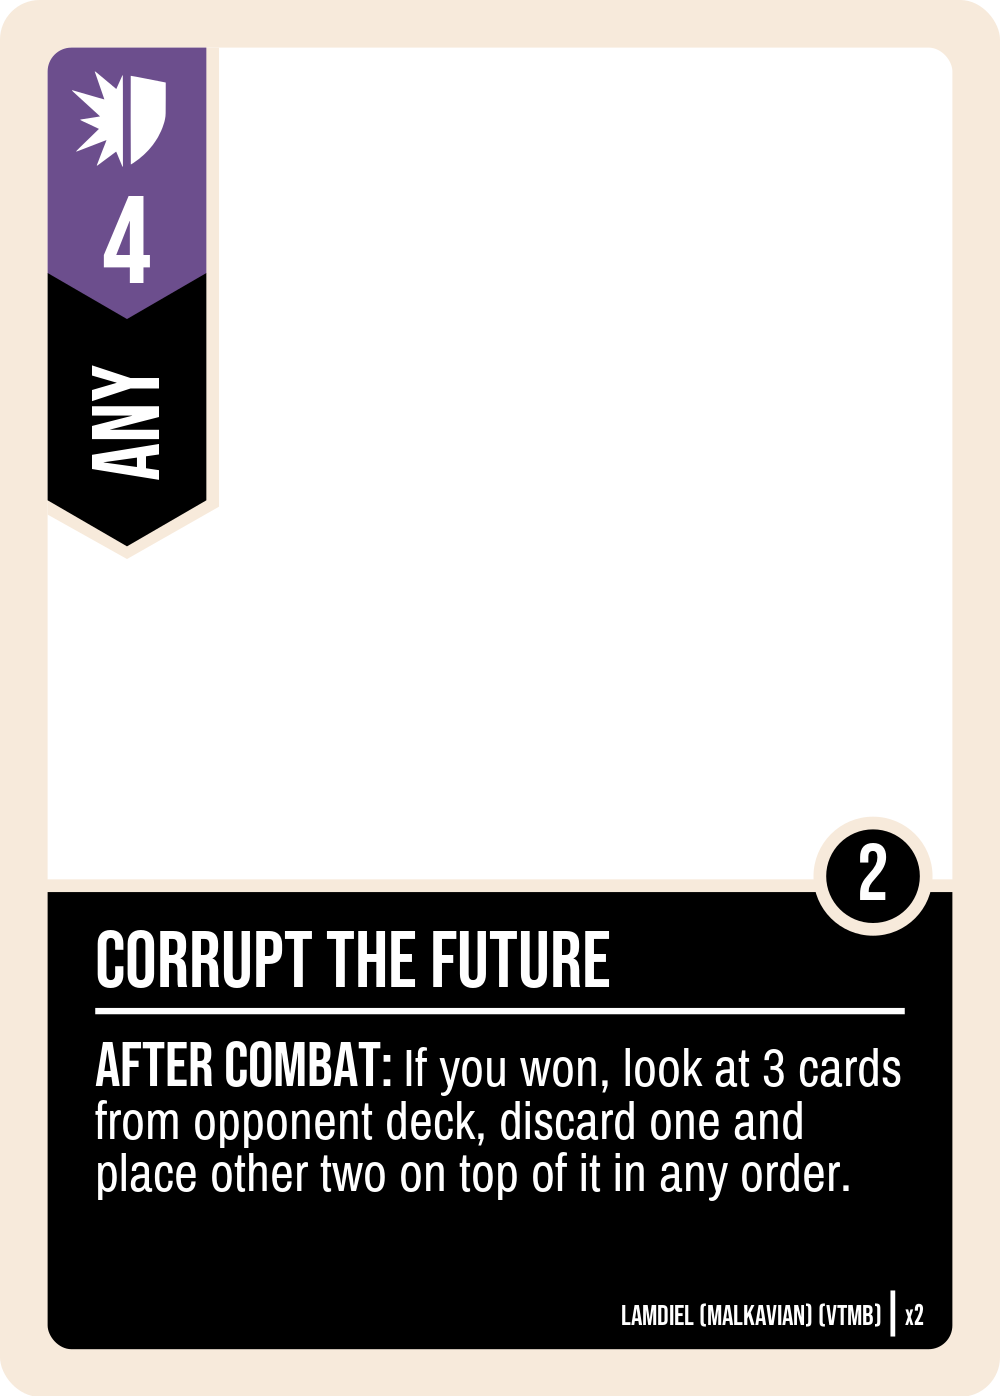 4
ANY
2
CORRUPT THE FUTURE
AFTER COMBAT: If you won, look at 3 cards
from opponent deck, discard one and
place other two on top of it in any order.
LAMDIEL (MALKAVIAN) (VTMB) | x2